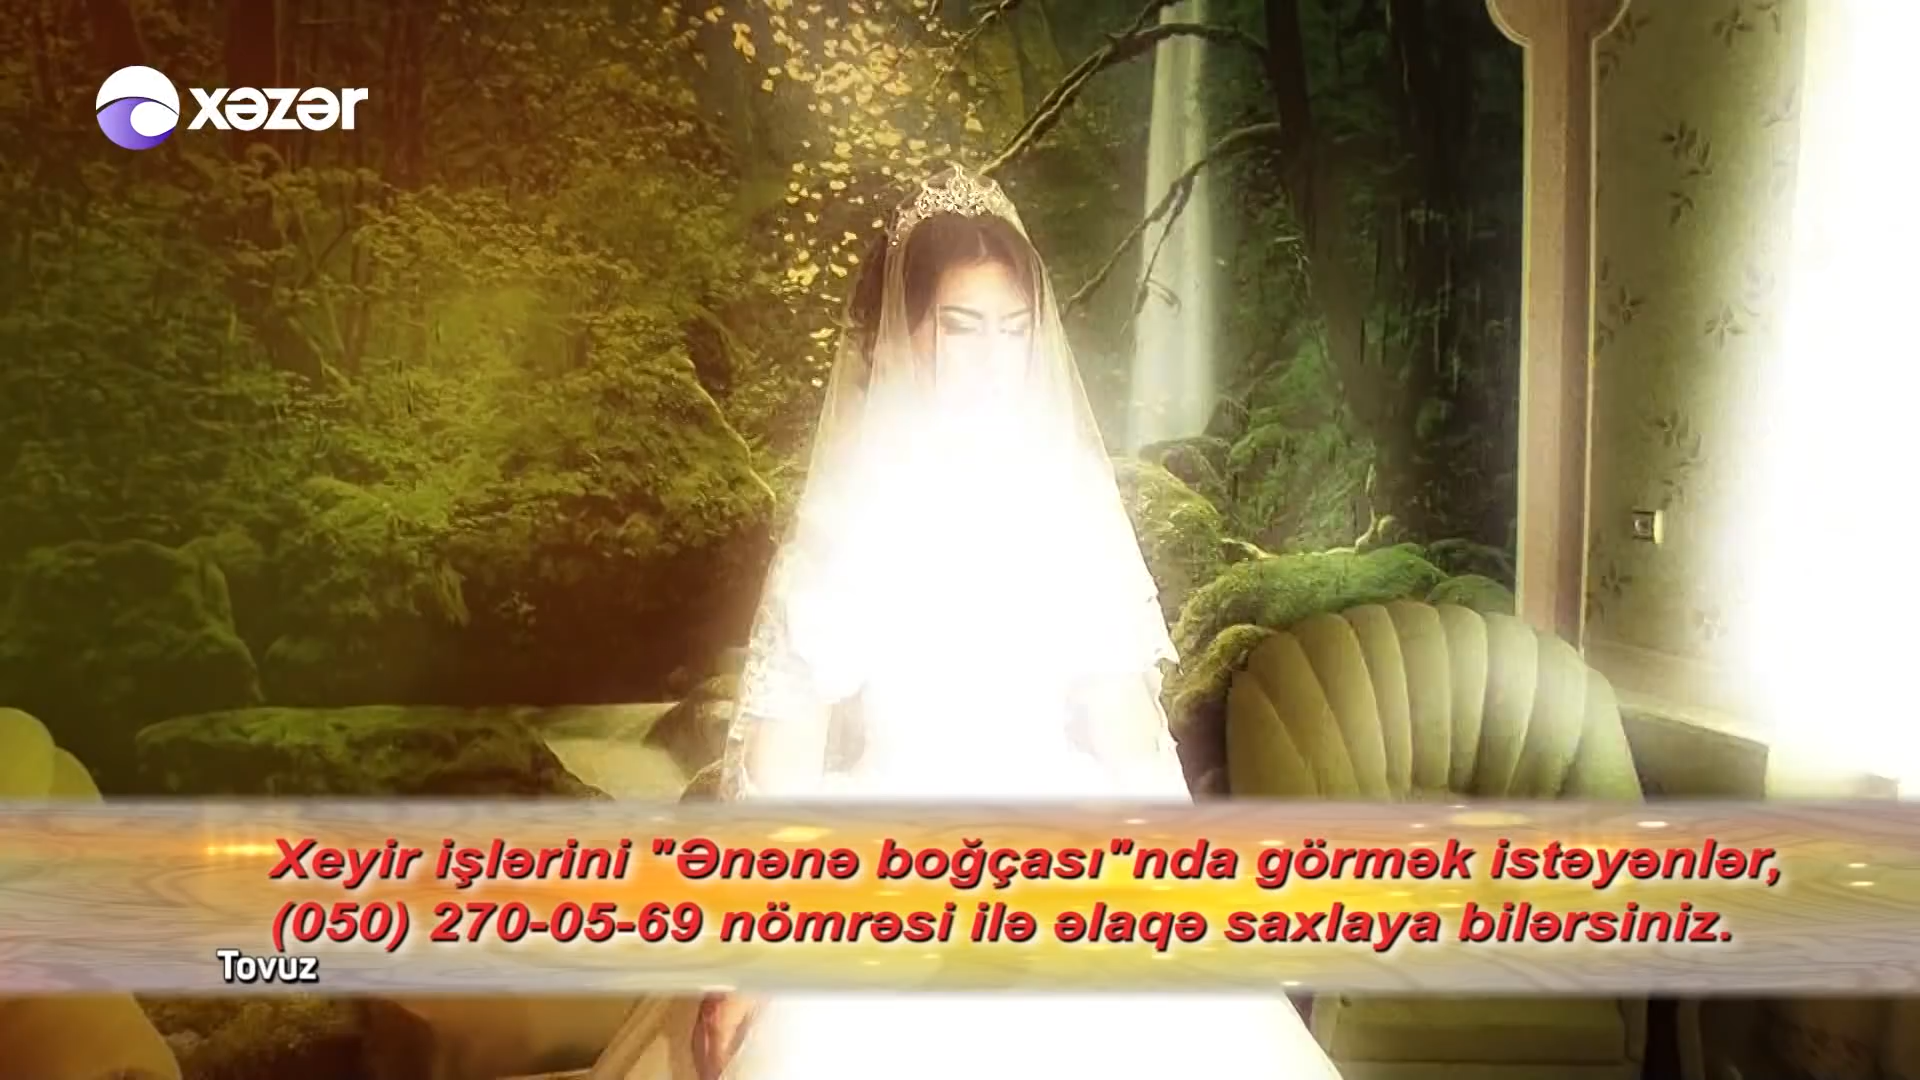 xəzər
Xeyir işlərini "Ənənə boğçası"nda görmək istəyənlər,
(050) 270-05-69 nömrəsi ilə əlaqə saxlaya bilərsiniz.
Tovuz